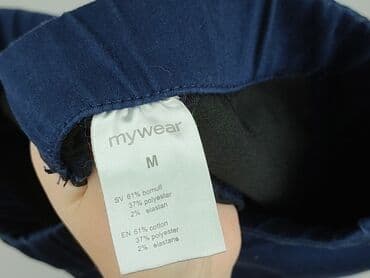 mywear
M
SV 61% bomull
37% polyester
2% elastan
EN 61% cotton
37% polyester
2% elastane